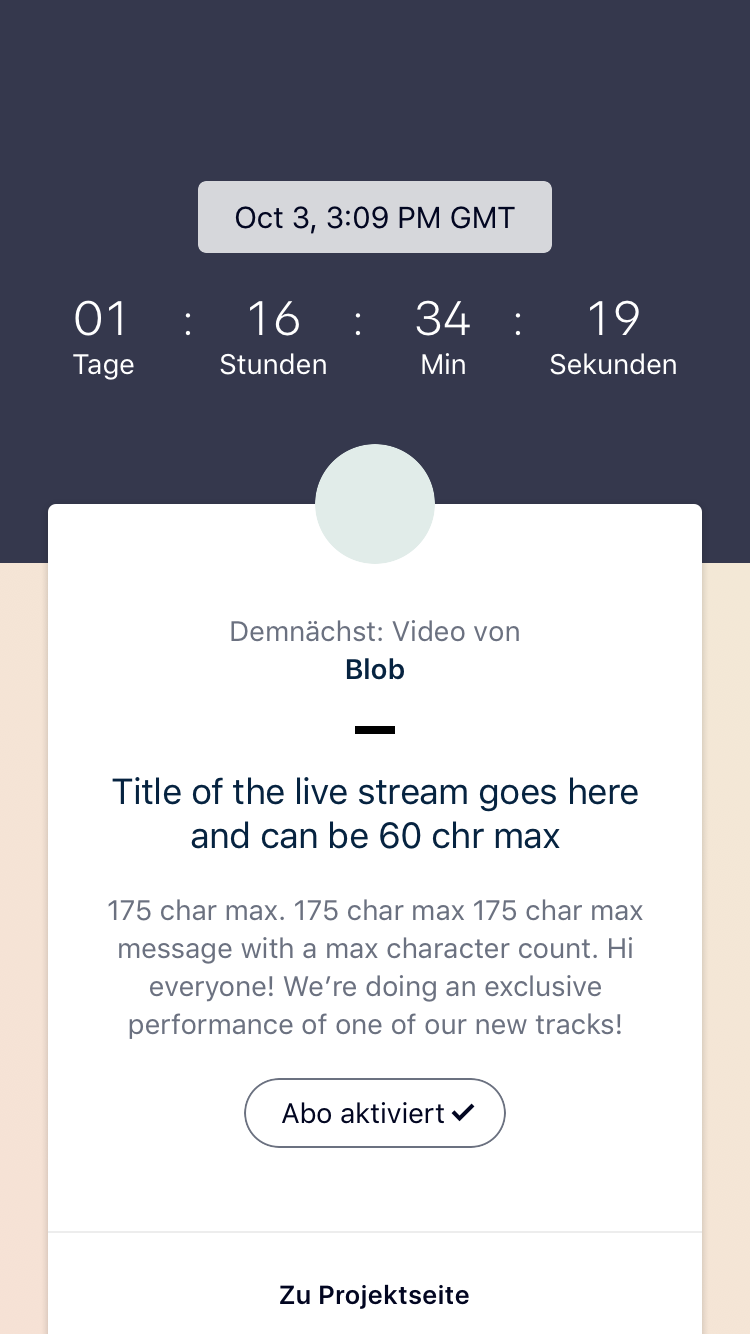 Oct 3, 3:09 PM GMT
01 : 16 : 34 : 19
Tage Stunden Min Sekunden
Demnächst: Video von
Blob
Title of the live stream goes here
and can be 60 chr max
175 char max. 175 char max 175 char max
message with a max character count. Hi
everyone! We’re doing an exclusive
performance of one of our new tracks!
Abo aktiviert
Zu Projektseite